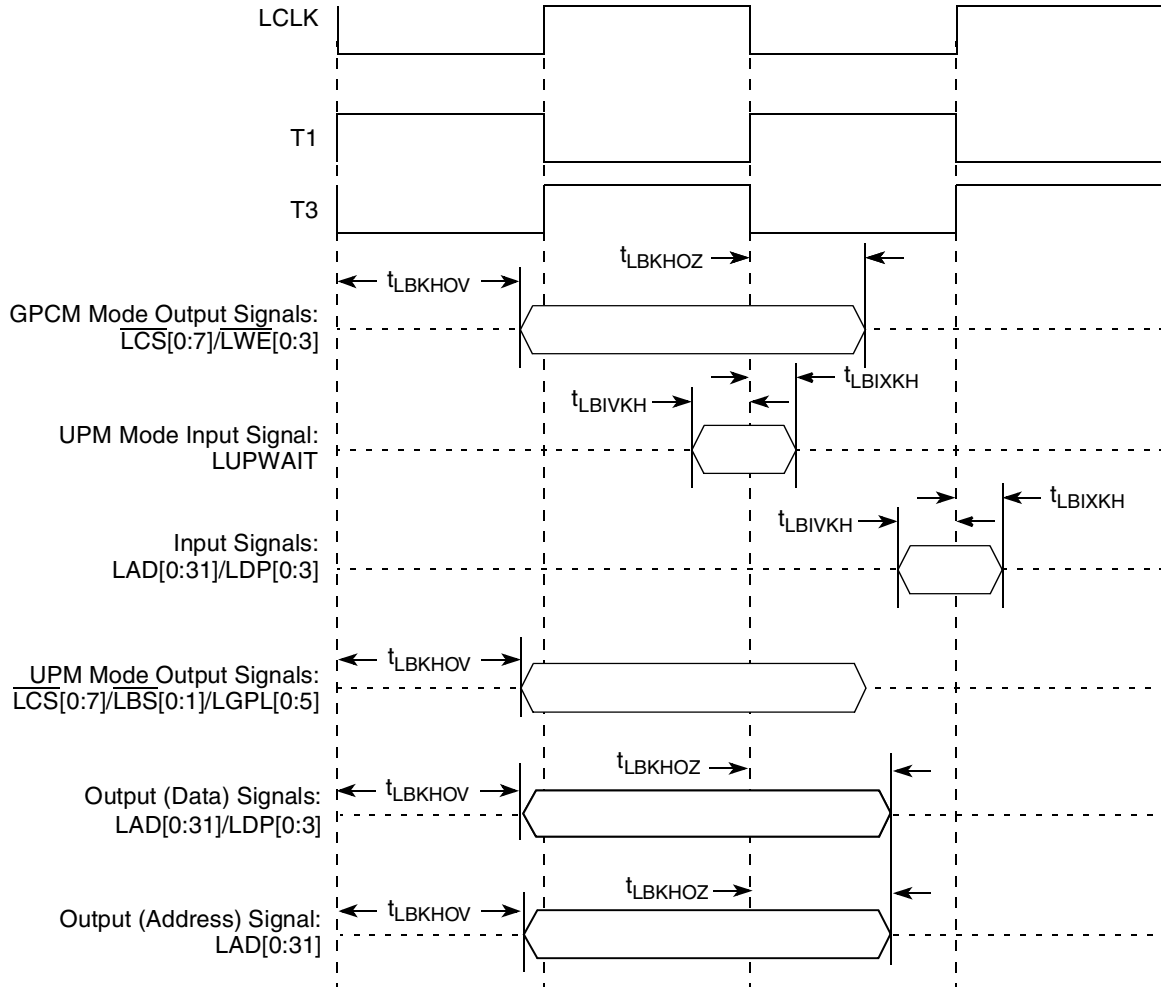 LCLK
T1
T3
tLBKHOZ
tLBKHOV
GPCM Mode Output Signals:
LCS[0:7]/LWE[0:3]
tLBIXKH
tLBIVKH
UPM Mode Input Signal:
LUPWAIT
tLBIXKH
tLBIVKH
Input Signals:
LAD[0:31]/LDP[0:3]
tLBKHOV
UPM Mode Output Signals:
LCS[0:7]/LBS[0:1]/LGPL[0:5]
tLBKHOZ
tLBKHOV
Output (Data) Signals:
LAD[0:31]/LDP[0:3]
tLBKHOZ
tLBKHOV
Output (Address) Signal:
LAD[0:31]